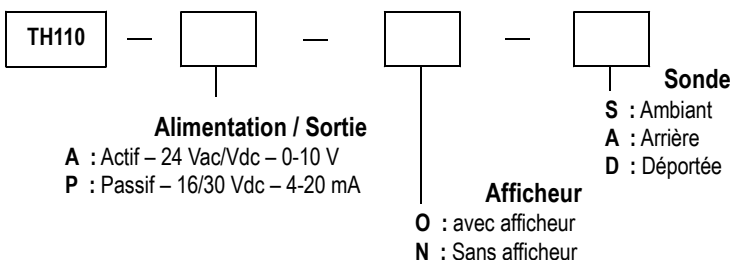 TH110 — — —
Alimentation / Sortie
A : Actif – 24 Vac/Vdc – 0-10 V
P : Passif – 16/30 Vdc – 4-20 mA
Afficheur
O : avec afficheur
N : Sans afficheur
Sonde
S : Ambiant
A : Arrière
D : Déportée